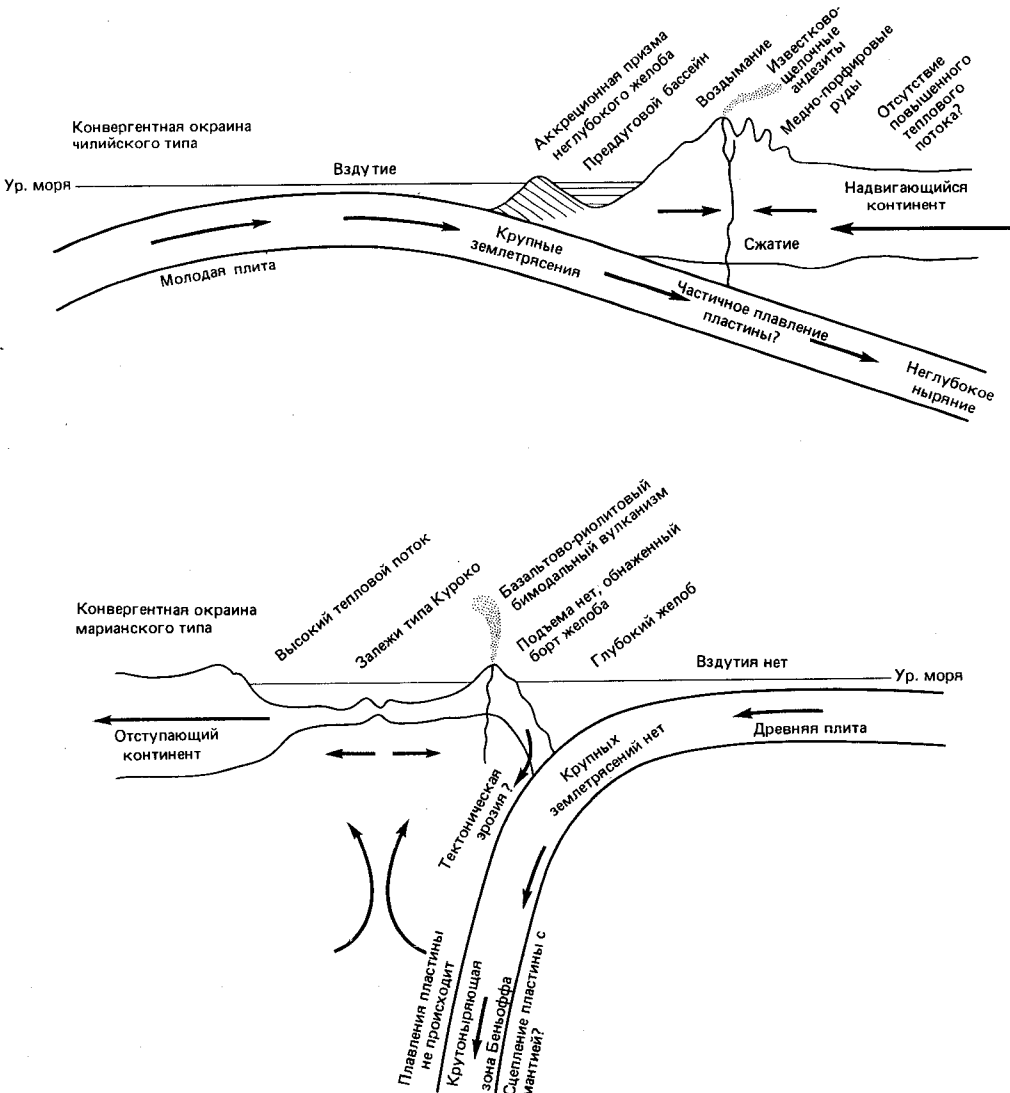 Конвергентная окраина
чилийского типа
Ур. моря
Вздутие
Аккреционная призма
неглубокого желоба
Преддуговой бассейн
Воздымание
Известково-
щелочные
андезиты
Медно-порфировые
руды
Отсутствие
повышенного
теплового
потока?
Надвигающийся
континент
Сжатие
Крупные
землетрясения
Молодая плита
Частичное плавление
пластины?
Неглубокое
ныряние
Конвергентная окраина
марианского типа
Высокий тепловой поток
Залежи типа Куроко
Базальтово-риолитовый
бимодальный вулканизм
Подъема нет, обнаженный
борт желоба
Глубокий желоб
Вздутия нет
Ур. моря
Отступающий
континент
Древняя плита
Крупных
землетрясений нет
Тектоническая
эрозия?
Плавления пластины
не происходит
Крутоныряющая
зона Беньоффа
Сцепление пластины с
мантией?